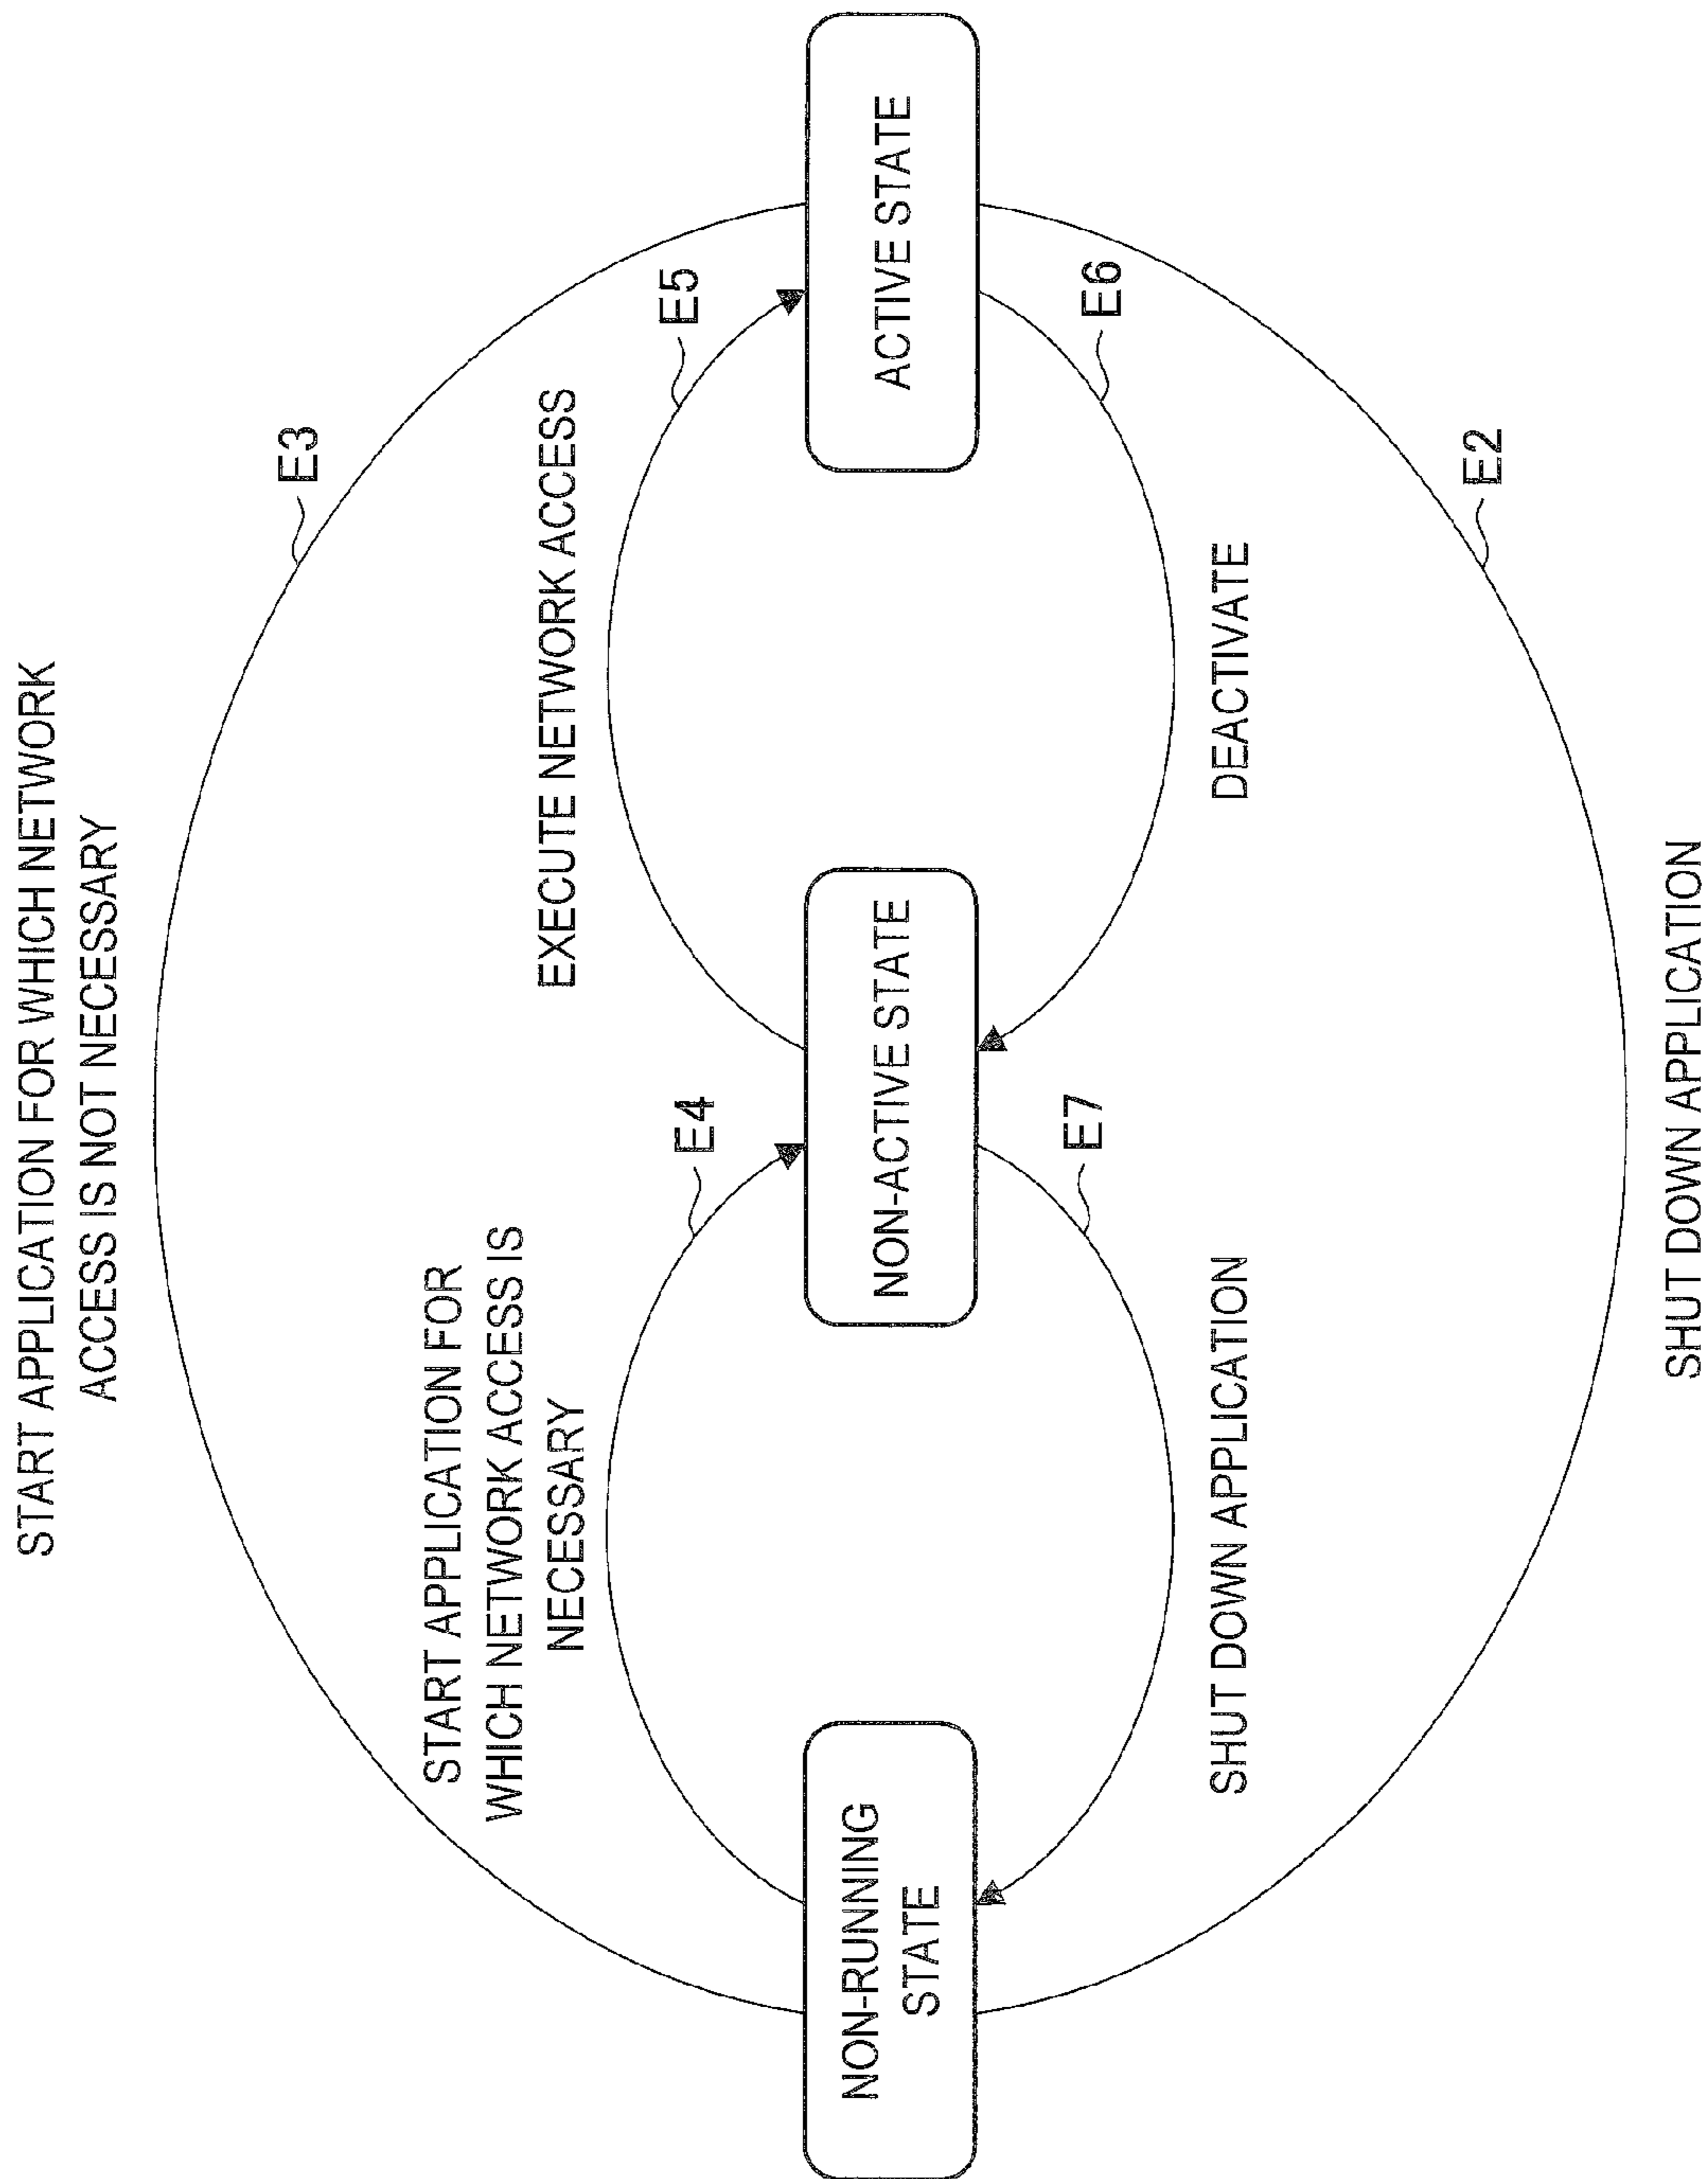 START APPLICATION FOR WHICH NETWORK
ACCESS IS NOT NECESSARY
E3
START APPLICATION FOR
WHICH NETWORK ACCESS IS
NECESSARY
E4
EXECUTE NETWORK ACCESS
E5
NON-RUNNING
STATE
NON-ACTIVE STATE
ACTIVE STATE
E7
SHUT DOWN APPLICATION
E6
DEACTIVATE
E2
SHUT DOWN APPLICATION